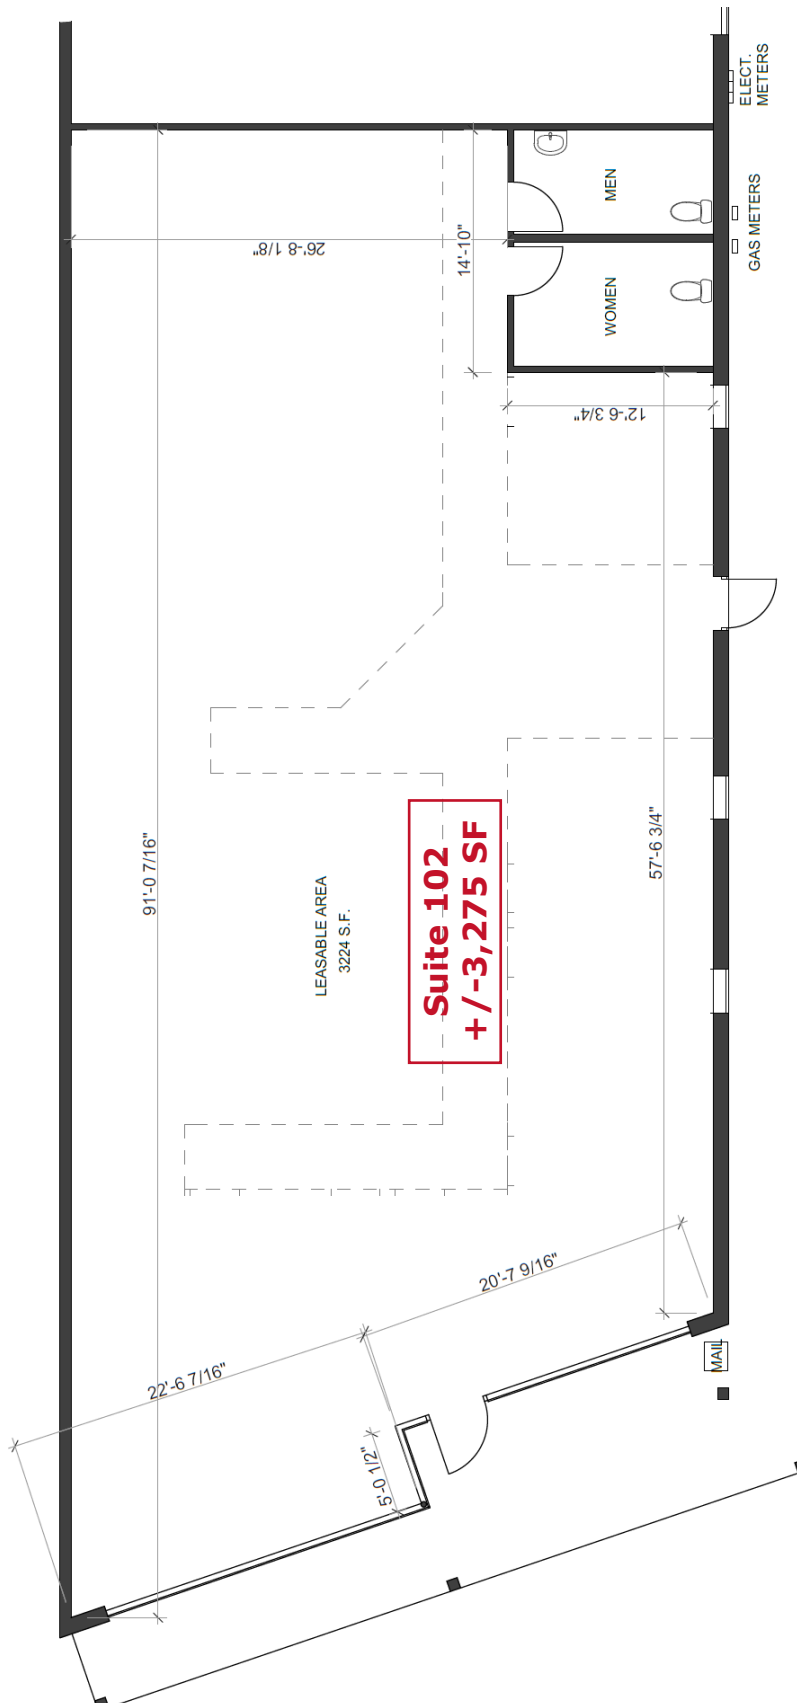 ELECT.
METERS
MEN
GAS METERS
26'-8 1/8"
14'-10"
WOMEN
12'-6 3/4"
91'-0 7/16"
57'-6 3/4"
LEASABLE AREA
3224 S.F.
Suite 102
+/-3,275 SF
20'-7 9/16"
22'-6 7/16"
MAIL
5'-0 1/2"